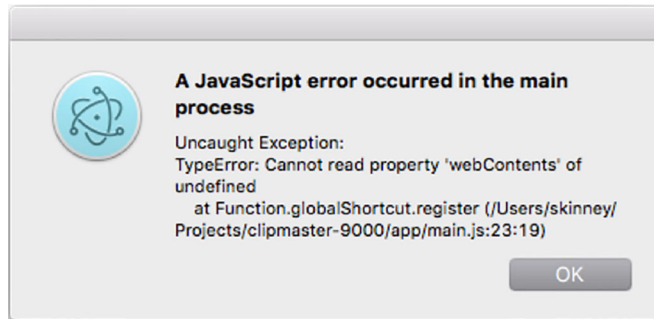 A JavaScript error occurred in the main
process
Uncaught Exception:
TypeError: Cannot read property 'webContents' of
undefined
at Function.globalShortcut.register (/Users/skinney/
Projects/clipmaster-9000/app/main.js:23:19)
OK